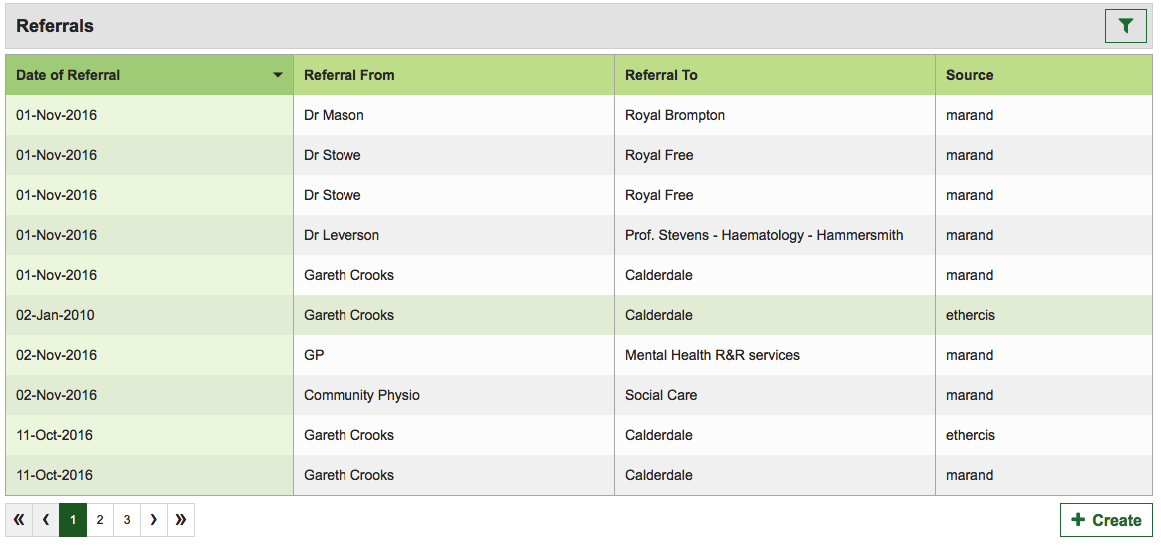 Referrals
Date of Referral Referral From Referral To Source
01-Nov-2016 Dr Mason Royal Brompton marand
01-Nov-2016 Dr Stowe Royal Free marand
01-Nov-2016 Dr Stowe Royal Free marand
01-Nov-2016 Dr Leverson Prof. Stevens - Haematology - Hammersmith marand
01-Nov-2016 Gareth Crooks Calderdale marand
02-Jan-2010 Gareth Crooks Calderdale ethercis
02-Nov-2016 GP Mental Health R&R services marand
02-Nov-2016 Community Physio Social Care marand
11-Oct-2016 Gareth Crooks Calderdale ethercis
11-Oct-2016 Gareth Crooks Calderdale marand
« ‹ 1 2 3 › » + Create